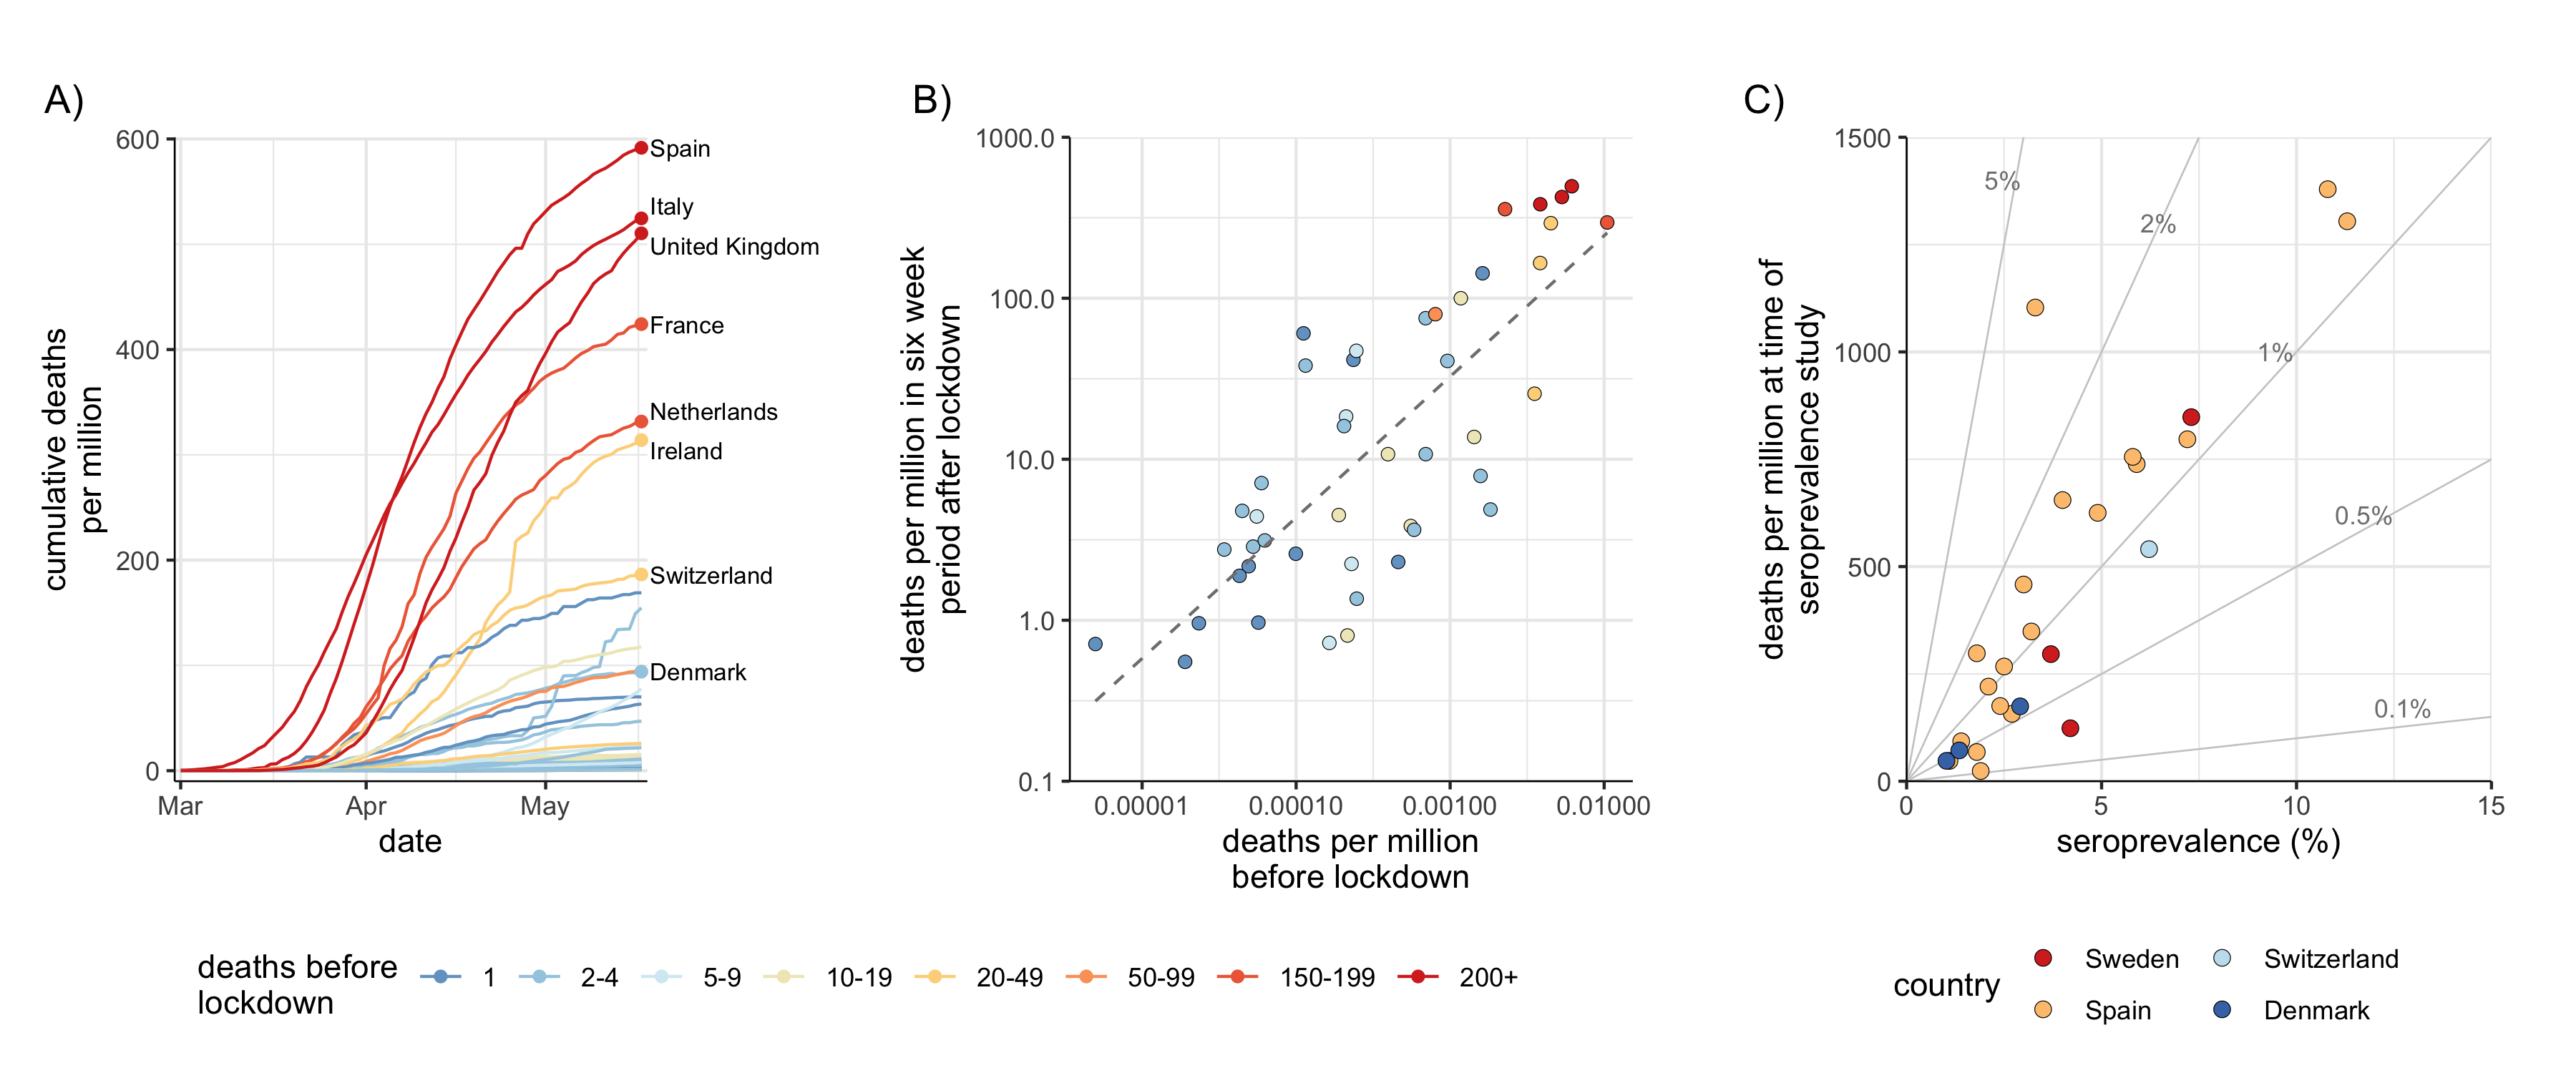 A)
600
400
200
0
cumulative deaths
per million
Mar
Apr
May
date
Spain
Italy
United Kingdom
France
Netherlands
Ireland
Switzerland
Denmark
B)
1000.0
100.0
10.0
1.0
0.1
deaths per million in six week
period after lockdown
0.00001
0.00010
0.00100
0.01000
deaths per million
before lockdown
C)
1500
1000
500
0
deaths per million at time of
seroprevalence study
5%
2%
1%
0.5%
0.1%
0
5
10
15
seroprevalence (%)
deaths before
lockdown
1
2-4
5-9
10-19
20-49
50-99
150-199
200+
country
Sweden
Switzerland
Spain
Denmark